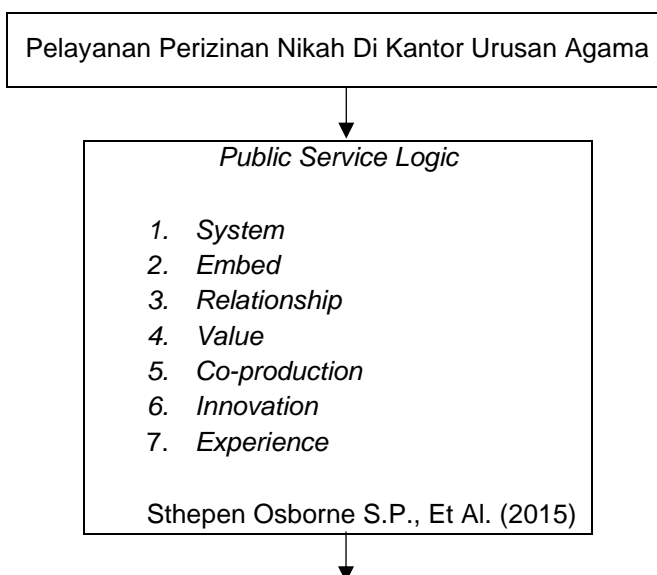 Pelayanan Perizinan Nikah Di Kantor Urusan Agama
Public Service Logic
1. System
2. Embed
3. Relationship
4. Value
5. Co-production
6. Innovation
7. Experience
Sthepen Osborne S.P., Et Al. (2015)